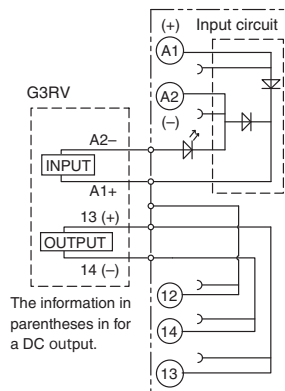 (+)
Input circuit
A1
A2
(–)
G3RV
A2–
INPUT
A1+
13 (+)
OUTPUT
14 (–)
The information in
parentheses in for
a DC output.
12
14
13